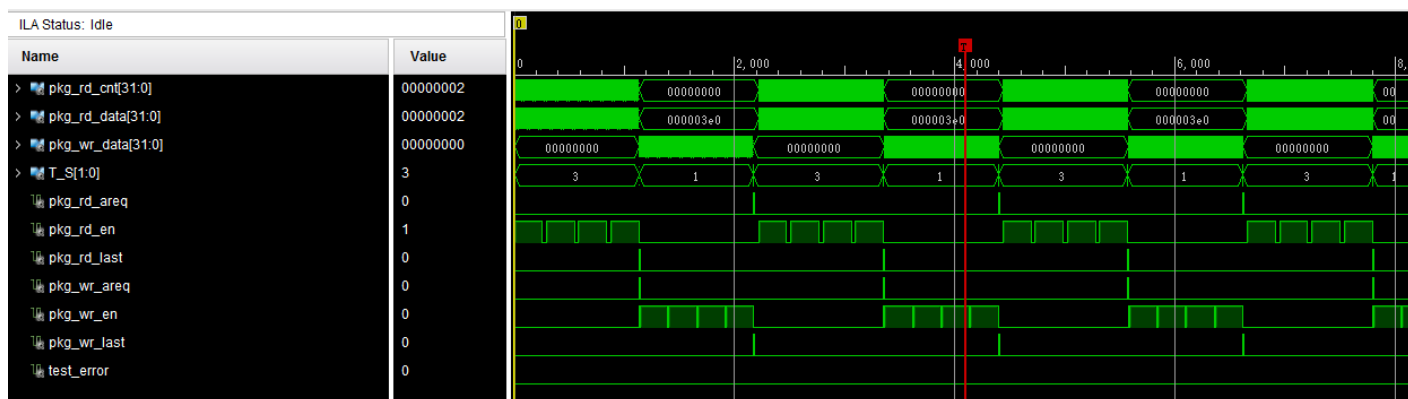 ILA Status: Idle
0
Name Value
T
0 2,000 4,000 6,000 8,
pkg_rd_cnt[31:0] 00000002 00000000 00000000 00000000 00
pkg_rd_data[31:0] 00000002 000003e0 000003e0 000003e0 00
pkg_wr_data[31:0] 00000000 00000000 00000000 00000000 00000000
T_S[1:0] 3 3 1 3 1 3 1 3 1
pkg_rd_areq 0
pkg_rd_en 1
pkg_rd_last 0
pkg_wr_areq 0
pkg_wr_en 0
pkg_wr_last 0
test_error 0